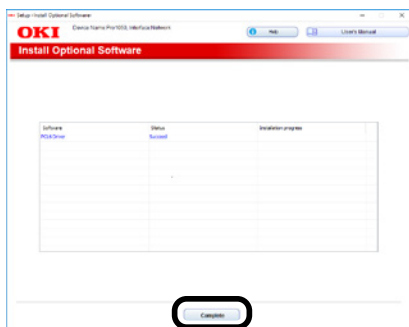 Setup - Install Optional Software
OKI
Device Name:Pro1050, Interface:Network
Help
User's Manual
Install Optional Software
Software Status Installation progress
PCL6 Driver Succeed
Complete